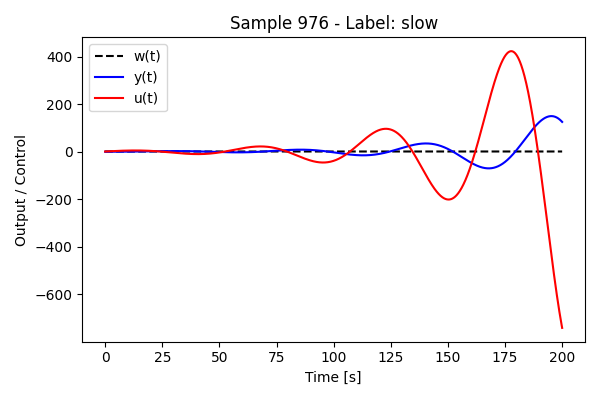 Sample 976 - Label: slow
w(t)
y(t)
u(t)
Output / Control
400
200
0
−200
−400
−600
0 25 50 75 100 125 150 175 200
Time [s]